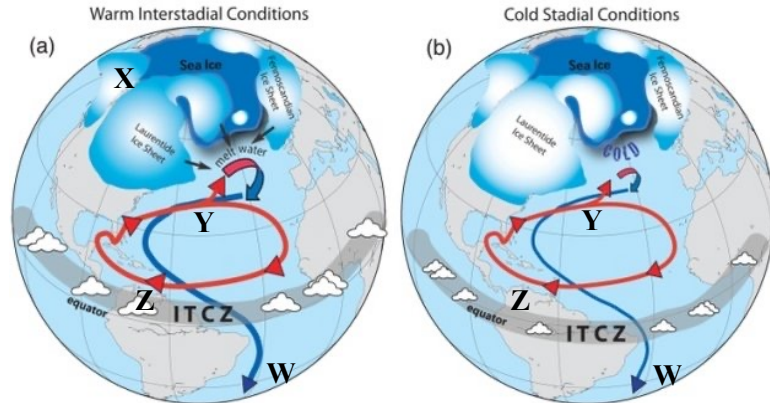 Warm Interstadial Conditions
(a)
X
Sea Ice
Fennoscandian
Ice Sheet
Laurentide
Ice Sheet
melt water
Y
Z
equator
ITCZ
W
Cold Stadial Conditions
(b)
Sea Ice
Fennoscandian
Ice Sheet
Laurentide
Ice Sheet
COLD
Y
Z
equator
ITCZ
W